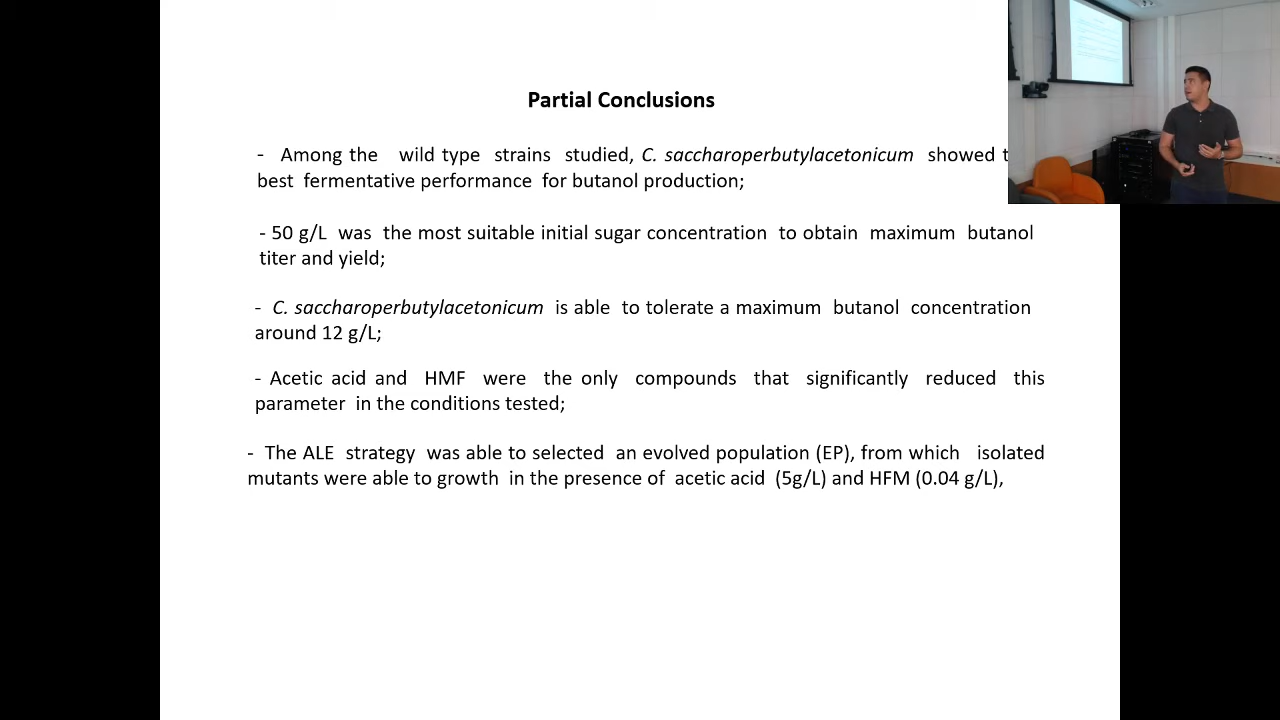 Partial Conclusions
- Among the wild type strains studied, C. saccharoperbutylacetonicum showed
best fermentative performance for butanol production;
- 50 g/L was the most suitable initial sugar concentration to obtain maximum butanol
titer and yield;
- C. saccharoperbutylacetonicum is able to tolerate a maximum butanol concentration
around 12 g/L;
- Acetic acid and HMF were the only compounds that significantly reduced this
parameter in the conditions tested;
- The ALE strategy was able to selected an evolved population (EP), from which isolated
mutants were able to growth in the presence of acetic acid (5g/L) and HFM (0.04 g/L),